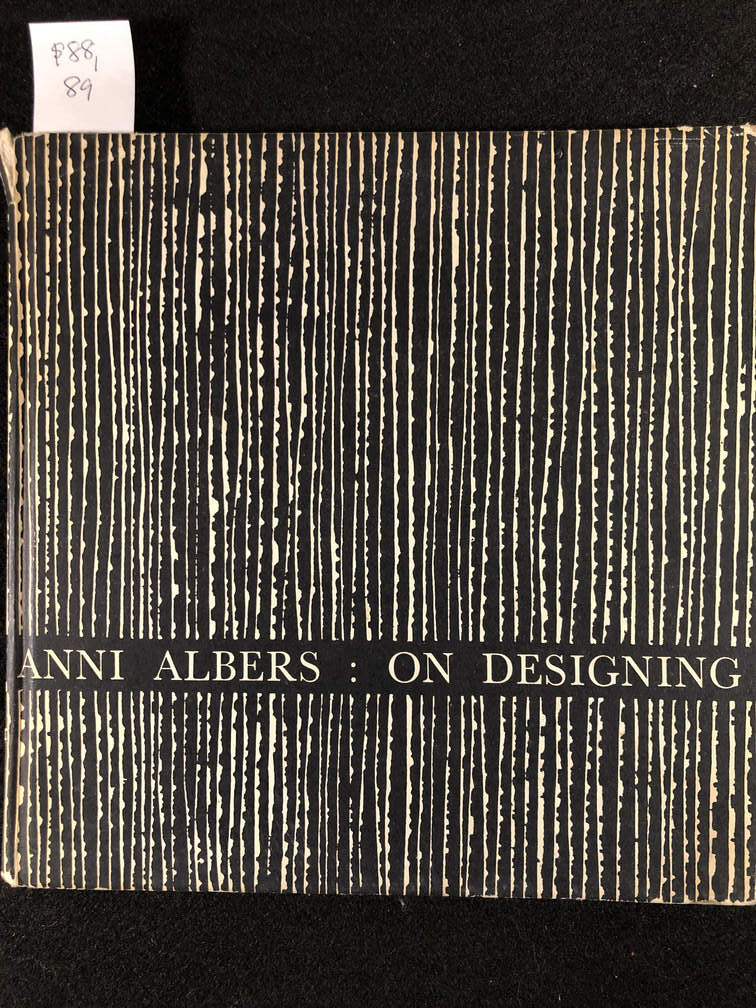 $88,
89
ANNI ALBERS : ON DESIGNING